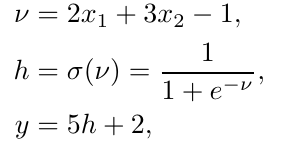 ν = 2x₁ + 3x₂ − 1,
h = σ(ν) = 1 / (1 + e^{−ν}),
y = 5h + 2,